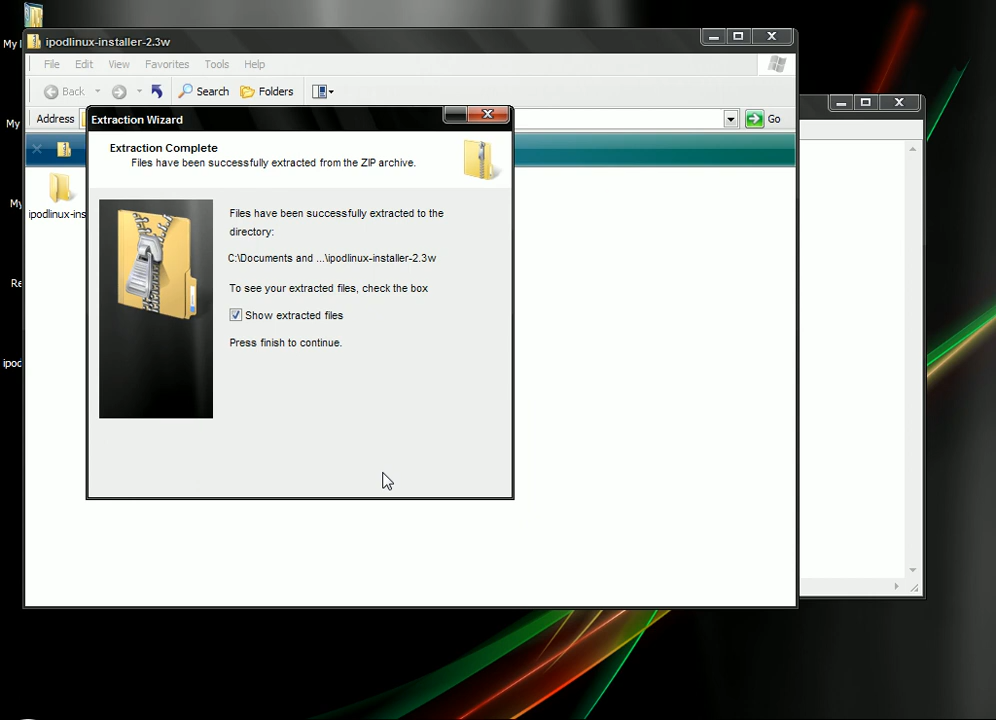 My
ipodlinux-installer-2.3w
File Edit View Favorites Tools Help
Back Search Folders
Address Go
My
Extraction Wizard
Extraction Complete
Files have been successfully extracted from the ZIP archive.
ipodlinux-ins
My
Files have been successfully extracted to the
directory:
C:\Documents and ...\ipodlinux-installer-2.3w
Re
To see your extracted files, check the box
Show extracted files
Press finish to continue.
ipod